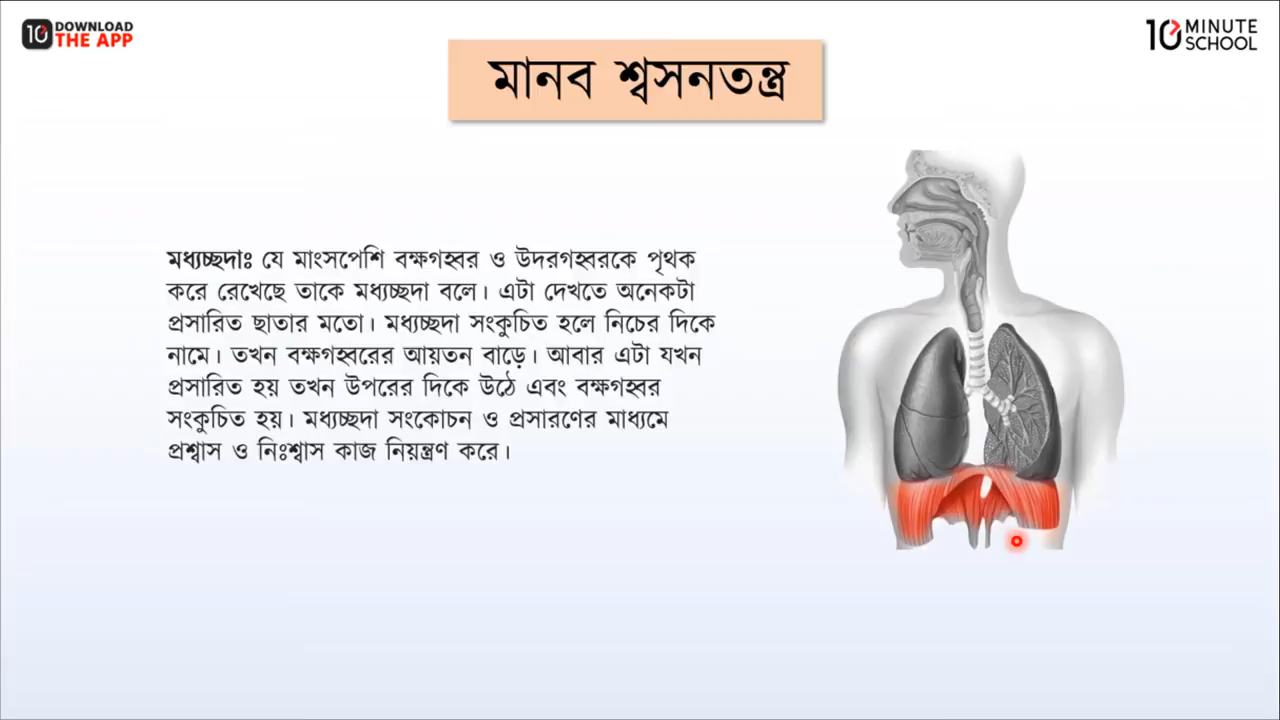 10 DOWNLOAD THE APP
10 MINUTE SCHOOL
মানব শ্বসনতন্ত্র
মধ্যচ্ছদাঃ যে মাংসপেশি বক্ষগহ্বর ও উদরগহ্বরকে পৃথক
করে রেখেছে তাকে মধ্যচ্ছদা বলে। এটা দেখতে অনেকটা
প্রসারিত ছাতার মতো। মধ্যচ্ছদা সংকুচিত হলে নিচের দিকে
নামে। তখন বক্ষগহ্বরের আয়তন বাড়ে। আবার এটা যখন
প্রসারিত হয় তখন উপরের দিকে উঠে এবং বক্ষগহ্বর
সংকুচিত হয়। মধ্যচ্ছদা সংকোচন ও প্রসারণের মাধ্যমে
প্রশ্বাস ও নিঃশ্বাস কাজ নিয়ন্ত্রণ করে।